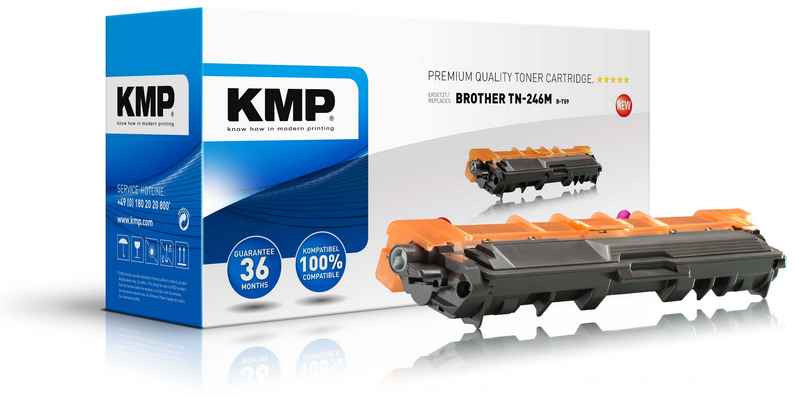 KMP®
know how in modern printing
SERVICE-HOTLINE:
+49 (0) 180 20 20 800*
www.kmp.com
KMP®
know how in modern printing
GUARANTEE
36
MONTHS
KOMPATIBEL
100%
COMPATIBLE
PREMIUM QUALITY TONER CARTRIDGE.
ERSETZT/
REPLACES: BROTHER TN-246M B-T59
NEW